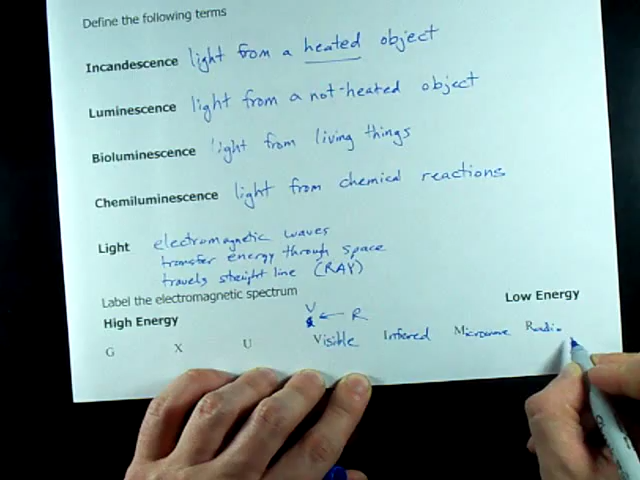 Define the following terms
Incandescence light from a heated object
Luminescence light from a not-heated object
Bioluminescence light from living things
Chemiluminescence light from chemical reactions
Light electromagnetic waves
transfer energy through space
travels straight line (RAY)
Label the electromagnetic spectrum
High Energy Low Energy
V ← R
G X U Visible Infrared Microwave Radio